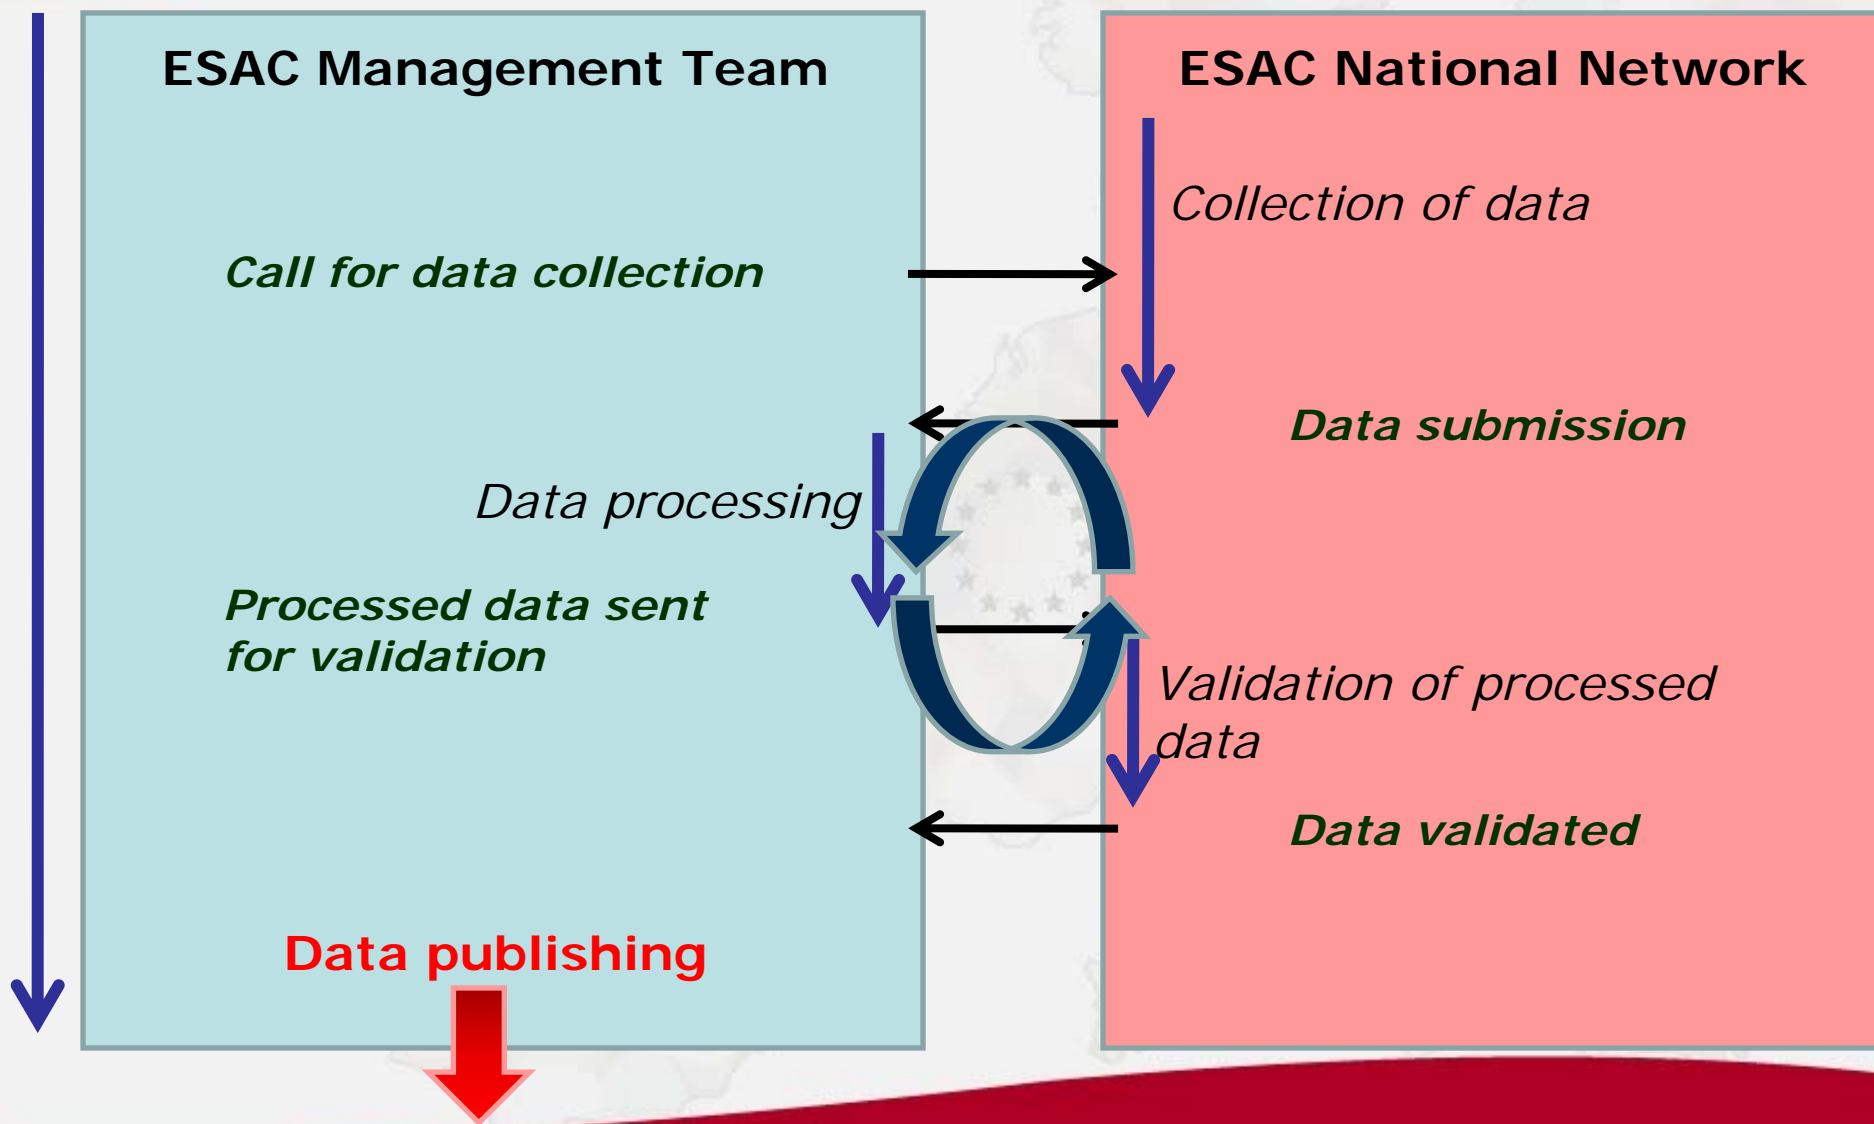 ESAC Management Team
Call for data collection
Data processing
Processed data sent
for validation
Data publishing
ESAC National Network
Collection of data
Data submission
Validation of processed
data
Data validated